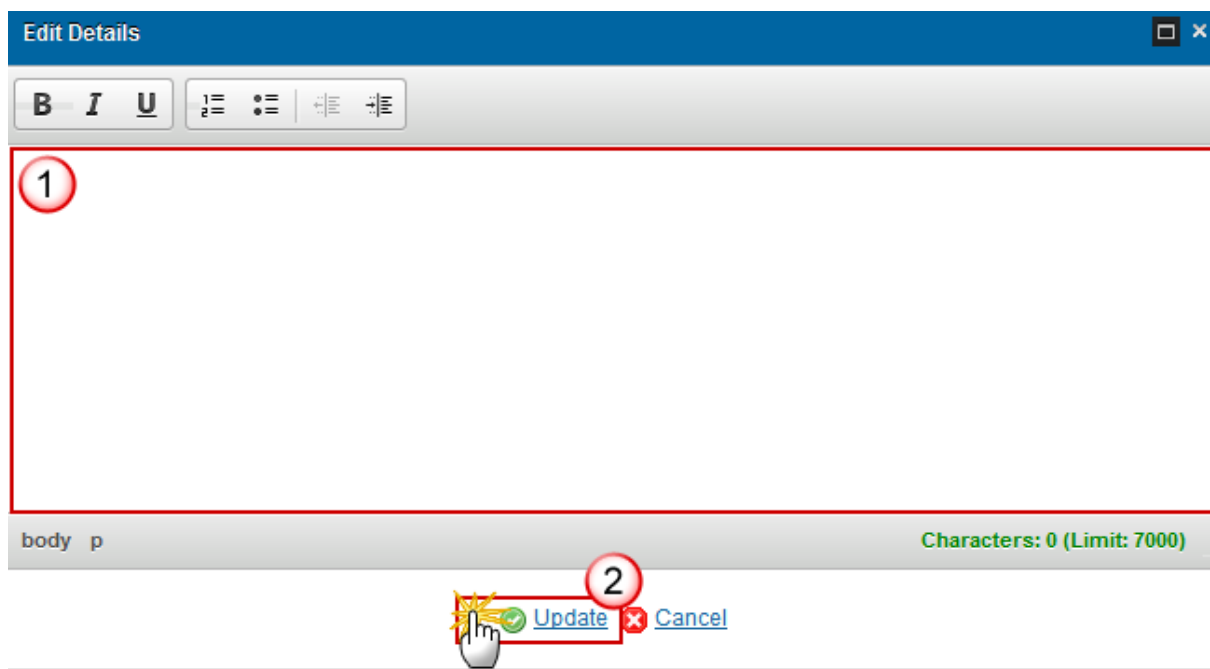 Edit Details
B I U
1
body p Characters: 0 (Limit: 7000)
2
Update Cancel